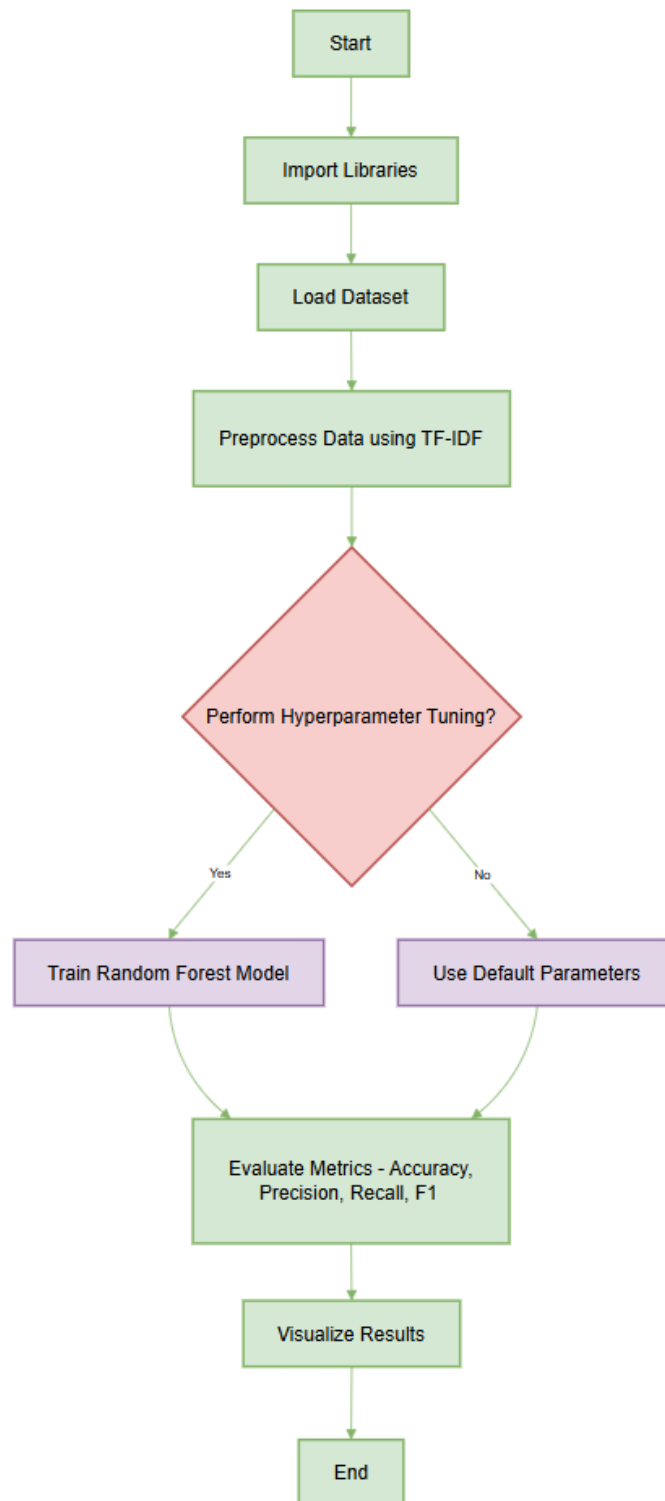 Start
Import Libraries
Load Dataset
Preprocess Data using TF-IDF
Perform Hyperparameter Tuning?
Yes
No
Train Random Forest Model
Use Default Parameters
Evaluate Metrics - Accuracy,
Precision, Recall, F1
Visualize Results
End